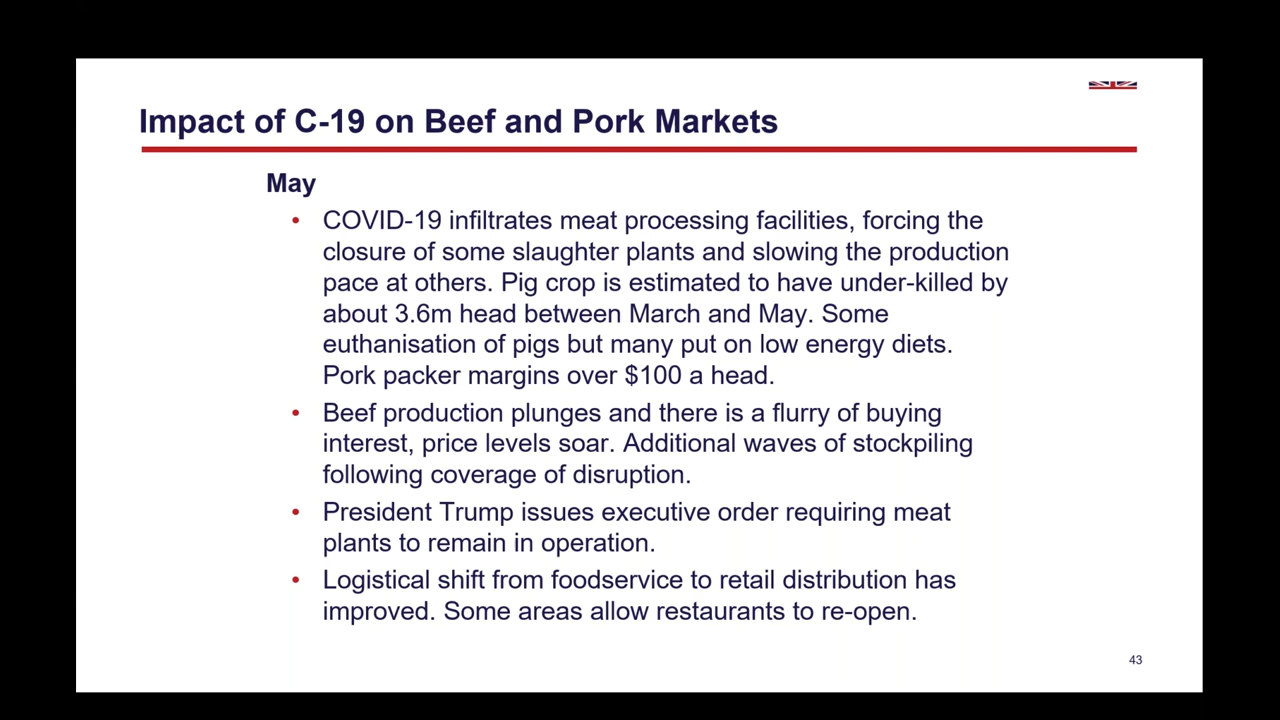 Impact of C-19 on Beef and Pork Markets
May
• COVID-19 infiltrates meat processing facilities, forcing the
closure of some slaughter plants and slowing the production
pace at others. Pig crop is estimated to have under-killed by
about 3.6m head between March and May. Some
euthanisation of pigs but many put on low energy diets.
Pork packer margins over $100 a head.
• Beef production plunges and there is a flurry of buying
interest, price levels soar. Additional waves of stockpiling
following coverage of disruption.
• President Trump issues executive order requiring meat
plants to remain in operation.
• Logistical shift from foodservice to retail distribution has
improved. Some areas allow restaurants to re-open.
43